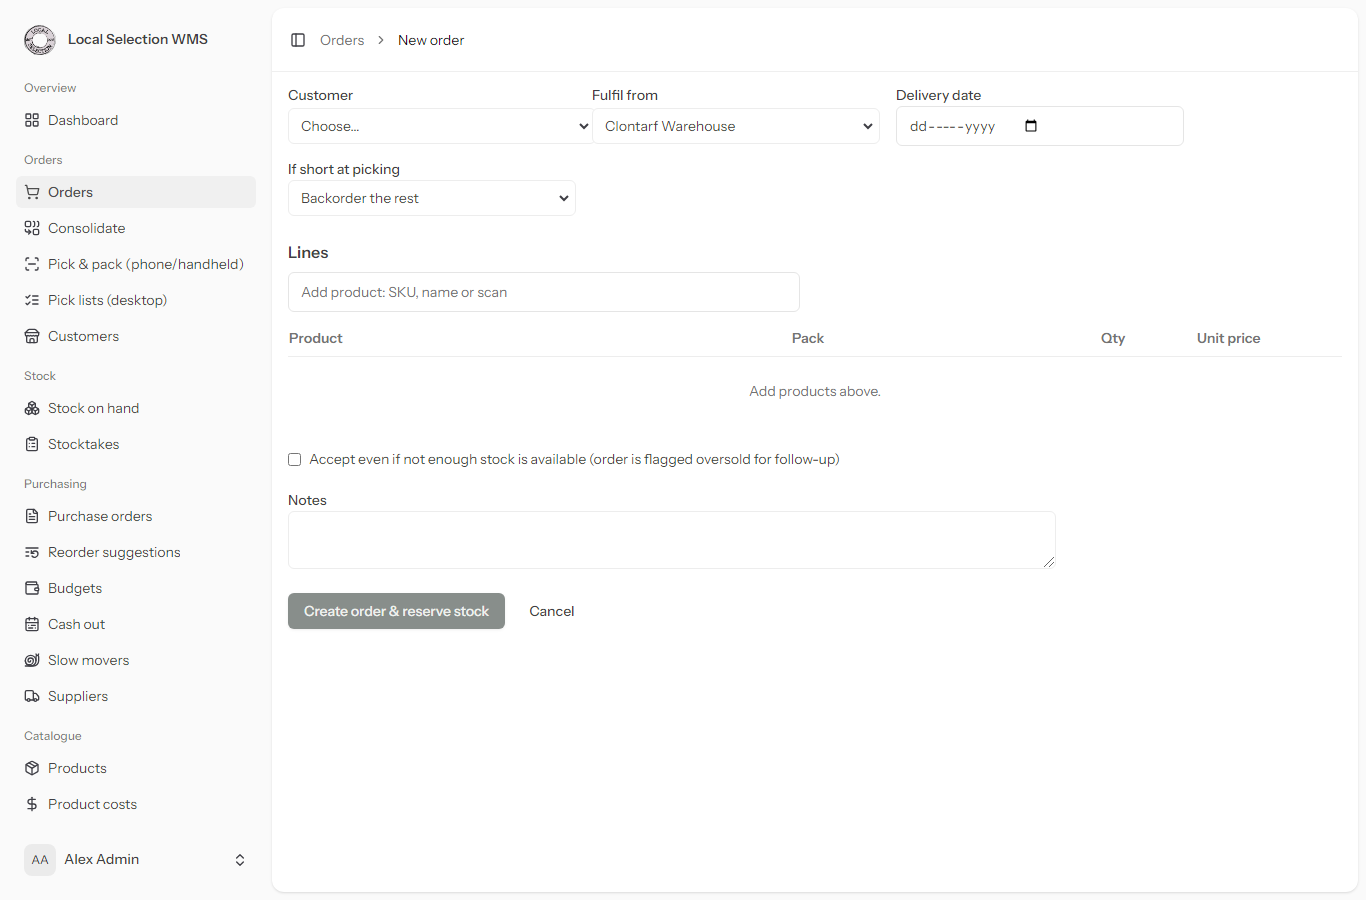 Local Selection WMS
Overview
Dashboard
Orders
Orders
Consolidate
Pick & pack (phone/handheld)
Pick lists (desktop)
Customers
Stock
Stock on hand
Stocktakes
Purchasing
Purchase orders
Reorder suggestions
Budgets
Cash out
Slow movers
Suppliers
Catalogue
Products
Product costs
AA Alex Admin
Orders > New order
Customer Fulfil from Delivery date
Choose... Clontarf Warehouse dd-----yyyy
If short at picking
Backorder the rest
Lines
Add product: SKU, name or scan
Product Pack Qty Unit price
Add products above.
Accept even if not enough stock is available (order is flagged oversold for follow-up)
Notes
Create order & reserve stock Cancel